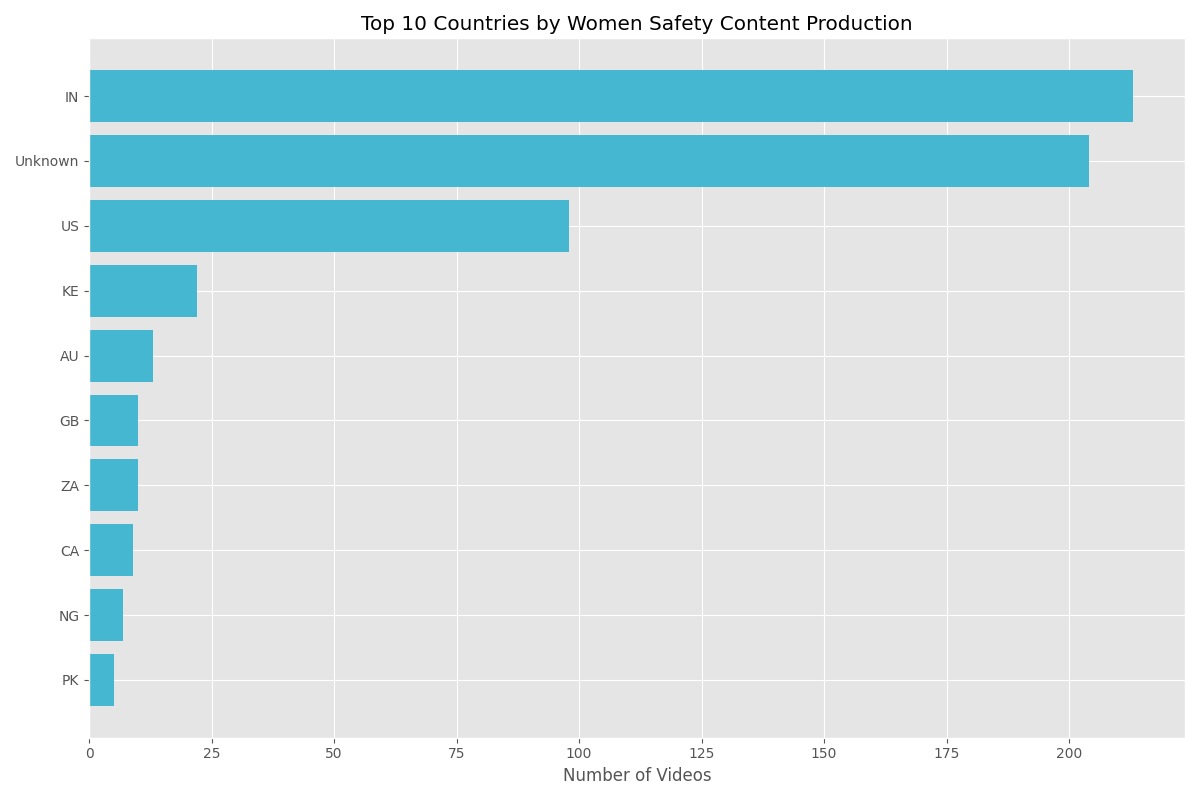 Top 10 Countries by Women Safety Content Production
IN
Unknown
US
KE
AU
GB
ZA
CA
NG
PK
0 25 50 75 100 125 150 175 200
Number of Videos